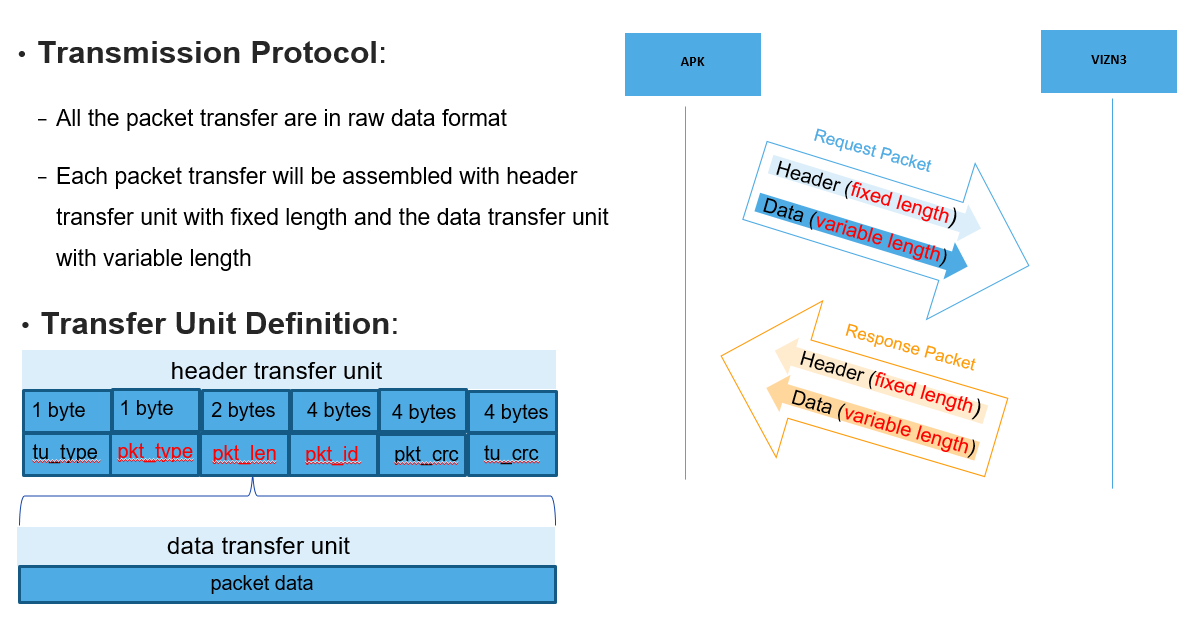 • Transmission Protocol:
– All the packet transfer are in raw data format
– Each packet transfer will be assembled with header
transfer unit with fixed length and the data transfer unit
with variable length
• Transfer Unit Definition:
header transfer unit
1 byte 1 byte 2 bytes 4 bytes 4 bytes 4 bytes
tu_type pkt_type pkt_len pkt_id pkt_crc tu_crc
data transfer unit
packet data
APK
VIZN3
Request Packet
Header (fixed length)
Data (variable length)
Response Packet
Header (fixed length)
Data (variable length)